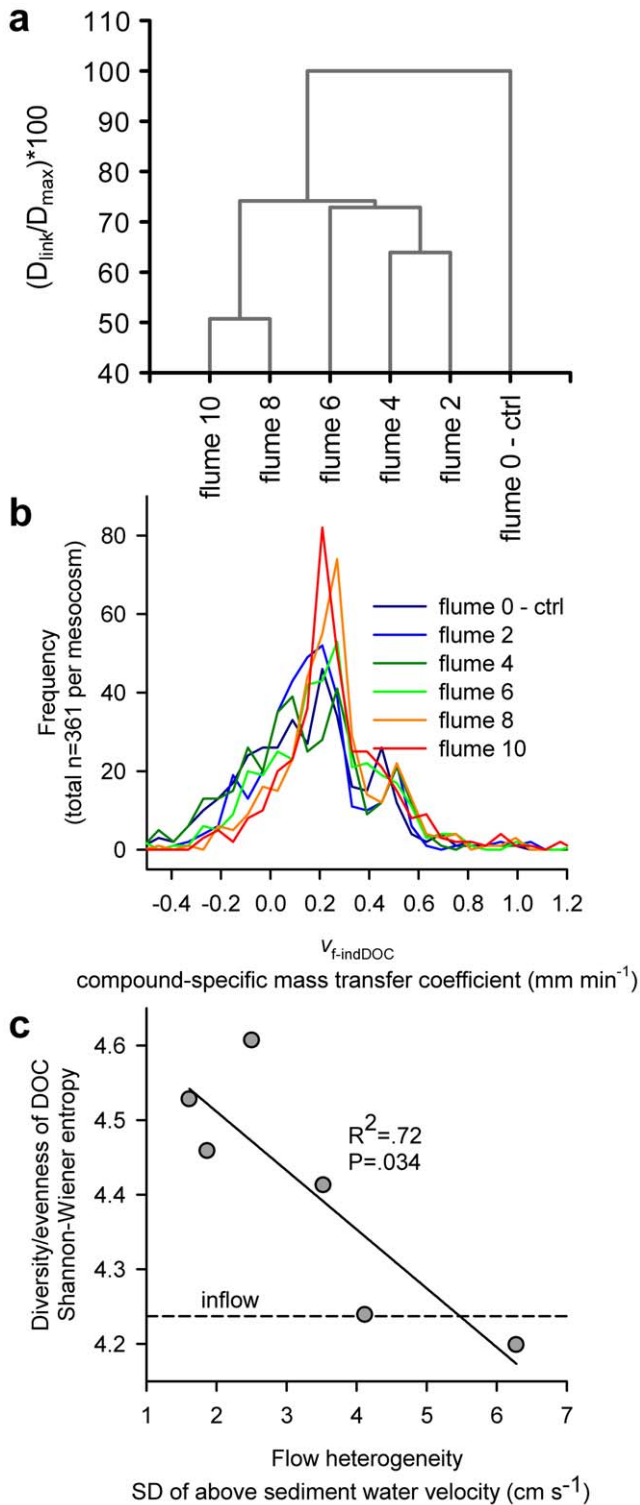 a
(D_link/D_max)*100
110
100
90
80
70
60
50
40
flume 10
flume 8
flume 6
flume 4
flume 2
flume 0 - ctrl
b
Frequency
(total n=361 per mesocosm)
80
60
40
20
0
flume 0 - ctrl
flume 2
flume 4
flume 6
flume 8
flume 10
-0.4 -0.2 0.0 0.2 0.4 0.6 0.8 1.0 1.2
v_f-indDOC
compound-specific mass transfer coefficient (mm min⁻¹)
c
Diversity/evenness of DOC
Shannon-Wiener entropy
4.6
4.5
4.4
4.3
4.2
R²=.72
P=.034
inflow
1 2 3 4 5 6 7
Flow heterogeneity
SD of above sediment water velocity (cm s⁻¹)